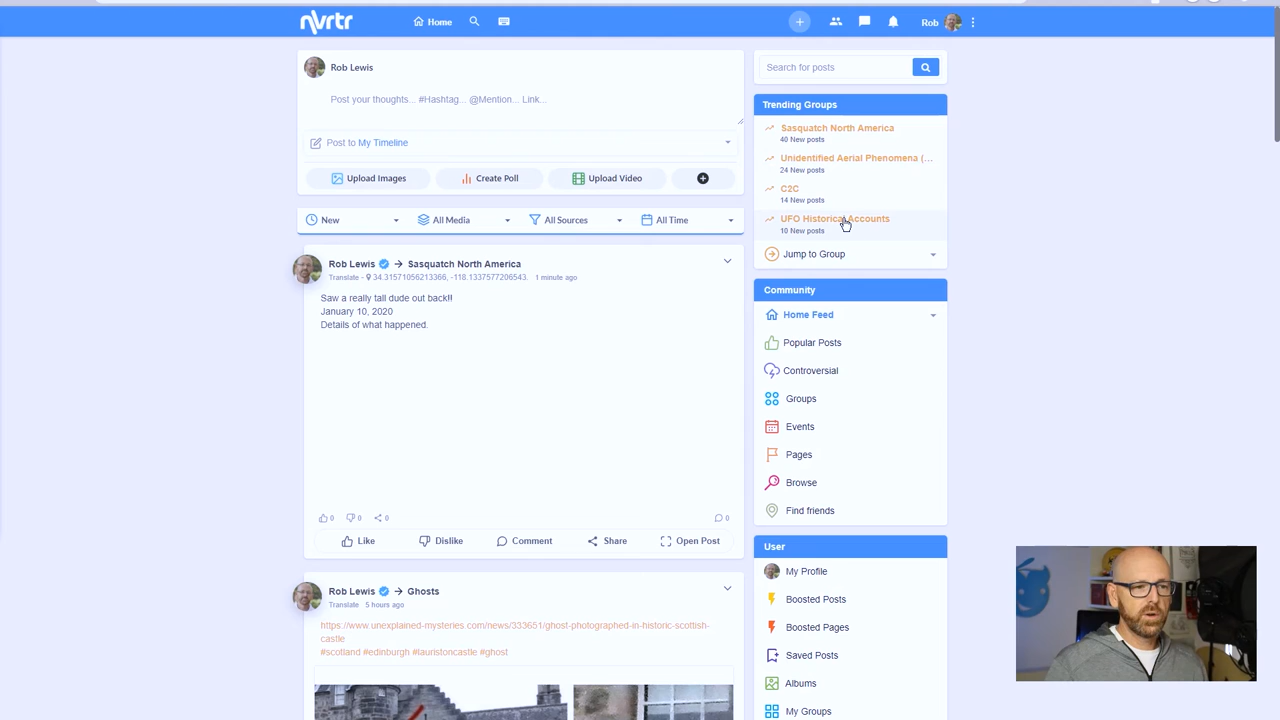 nvrtr
Home
Rob
Rob Lewis
Post your thoughts... #Hashtag... @Mention... Link...
Post to My Timeline
Upload Images
Create Poll
Upload Video
New
All Media
All Sources
All Time
Rob Lewis → Sasquatch North America
Translate - 34.31571056213366, -118.1337577206543. 1 minute ago
Saw a really tall dude out back!!
January 10, 2020
Details of what happened.
0 0 0 0
Like
Dislike
Comment
Share
Open Post
Rob Lewis → Ghosts
Translate 5 hours ago
https://www.unexplained-mysteries.com/news/333651/ghost-photographed-in-historic-scottish-
castle
#scotland #edinburgh #lauristoncastle #ghost
Search for posts
Trending Groups
Sasquatch North America
40 New posts
Unidentified Aerial Phenomena (...
24 New posts
C2C
14 New posts
UFO Historical Accounts
10 New posts
Jump to Group
Community
Home Feed
Popular Posts
Controversial
Groups
Events
Pages
Browse
Find friends
User
My Profile
Boosted Posts
Boosted Pages
Saved Posts
Albums
My Groups